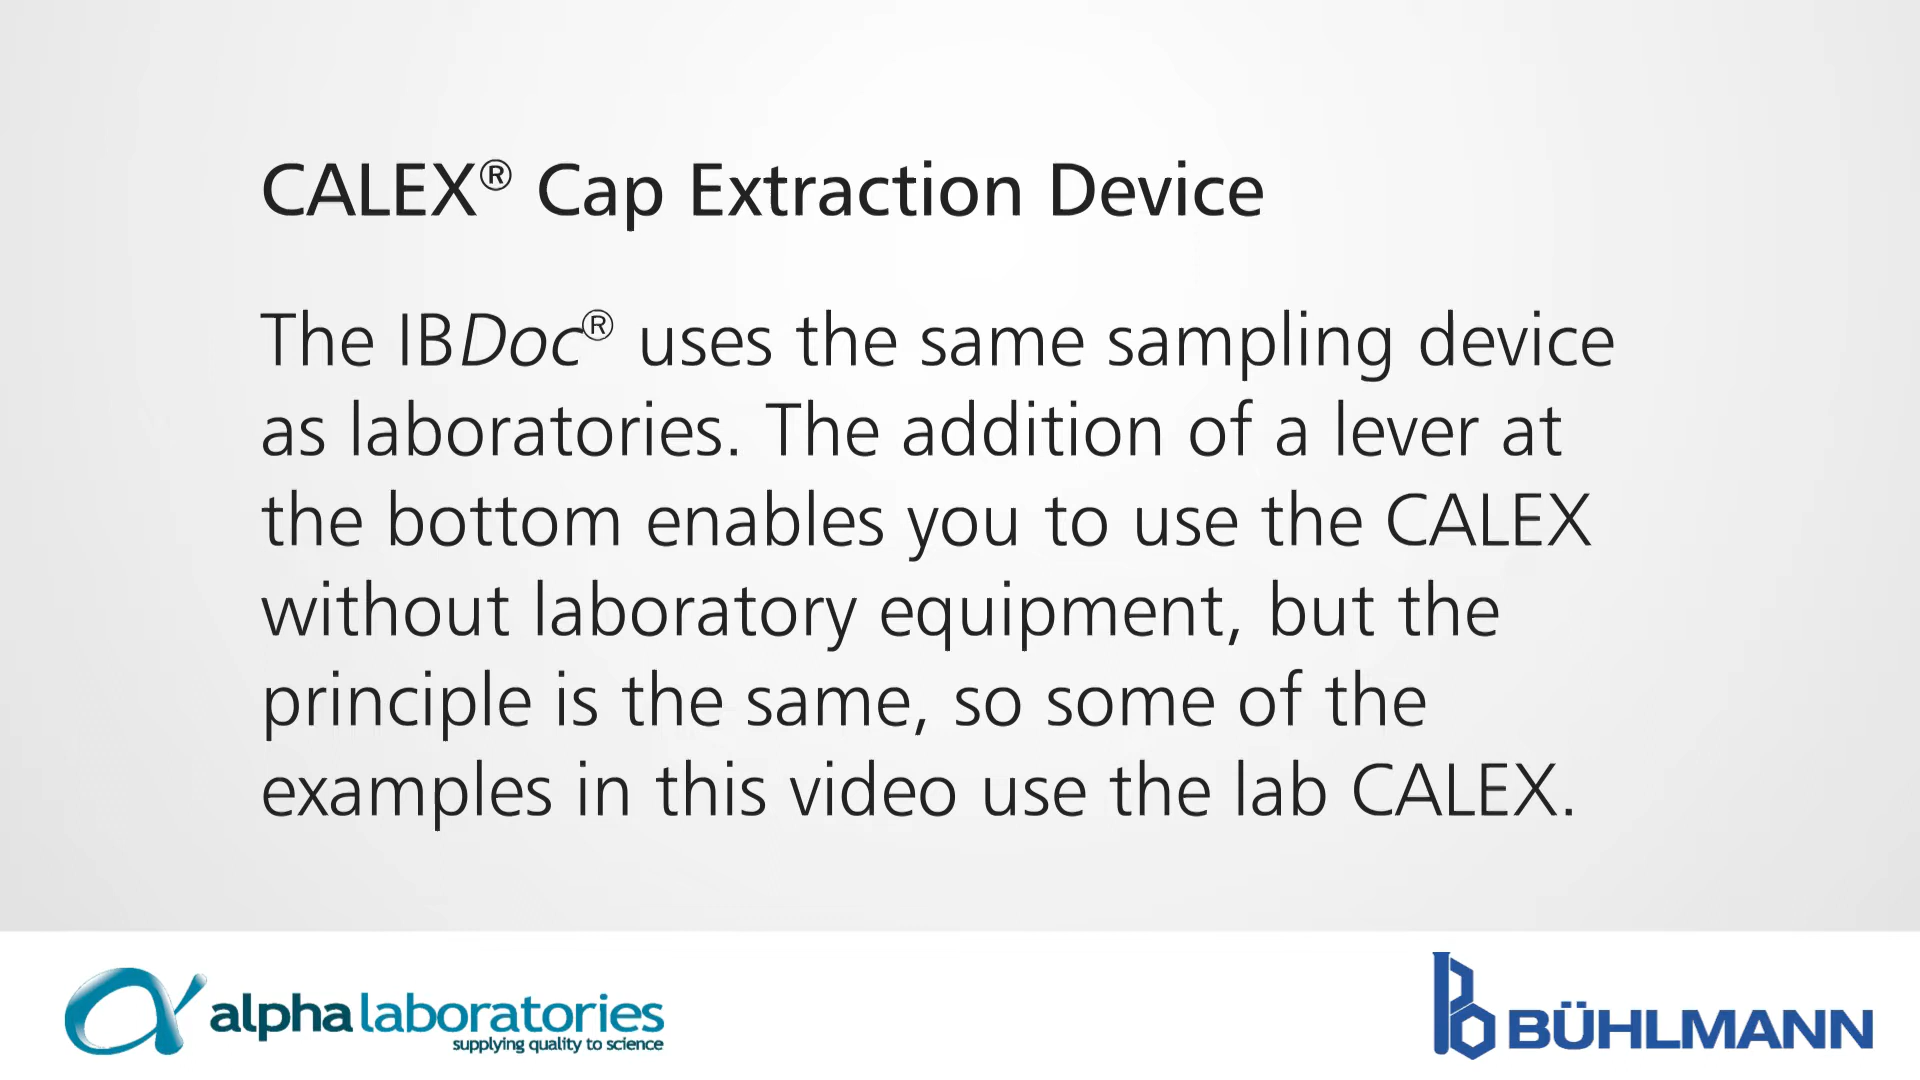 CALEX® Cap Extraction Device
The IBDoc® uses the same sampling device
as laboratories. The addition of a lever at
the bottom enables you to use the CALEX
without laboratory equipment, but the
principle is the same, so some of the
examples in this video use the lab CALEX.
alpha laboratories
supplying quality to science
BÜHLMANN